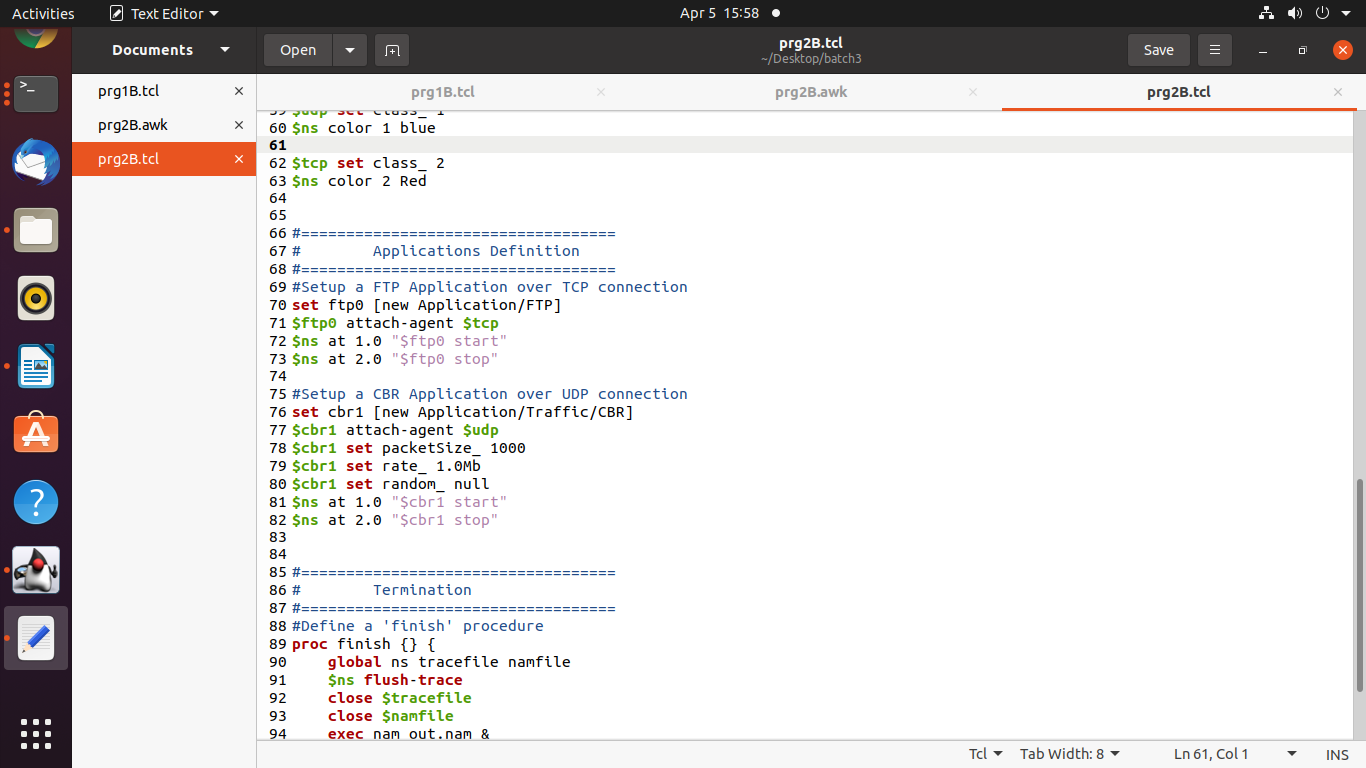 Activities Text Editor Apr 5 15:58
Documents Open prg2B.tcl Save
~/Desktop/batch3
prg1B.tcl
prg2B.awk
prg2B.tcl
prg1B.tcl prg2B.awk prg2B.tcl
59 $udp set class_ 1
60 $ns color 1 blue
61
62 $tcp set class_ 2
63 $ns color 2 Red
64
65
66 #===================================
67 #        Applications Definition
68 #===================================
69 #Setup a FTP Application over TCP connection
70 set ftp0 [new Application/FTP]
71 $ftp0 attach-agent $tcp
72 $ns at 1.0 "$ftp0 start"
73 $ns at 2.0 "$ftp0 stop"
74
75 #Setup a CBR Application over UDP connection
76 set cbr1 [new Application/Traffic/CBR]
77 $cbr1 attach-agent $udp
78 $cbr1 set packetSize_ 1000
79 $cbr1 set rate_ 1.0Mb
80 $cbr1 set random_ null
81 $ns at 1.0 "$cbr1 start"
82 $ns at 2.0 "$cbr1 stop"
83
84
85 #===================================
86 #        Termination
87 #===================================
88 #Define a 'finish' procedure
89 proc finish {} {
90     global ns tracefile namfile
91     $ns flush-trace
92     close $tracefile
93     close $namfile
94     exec nam out.nam &
Tcl Tab Width: 8 Ln 61, Col 1 INS